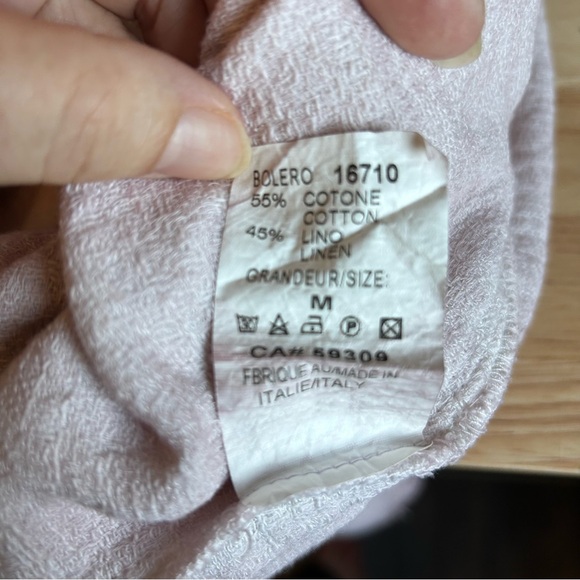 BOLERO 16710
55% COTONE
COTTON
45% LINO
LINEN
GRANDEUR/SIZE:
M
P
CA# 59309
FBRIQUE AU/MADE IN
ITALIE/ITALY